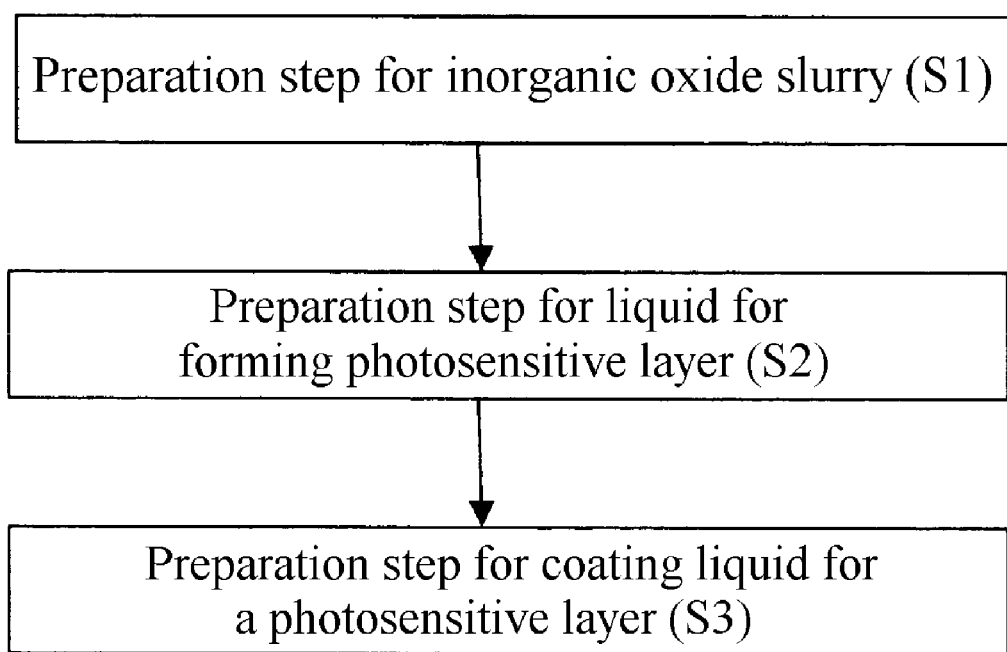 Preparation step for inorganic oxide slurry (S1)
Preparation step for liquid for
forming photosensitive layer (S2)
Preparation step for coating liquid for
a photosensitive layer (S3)